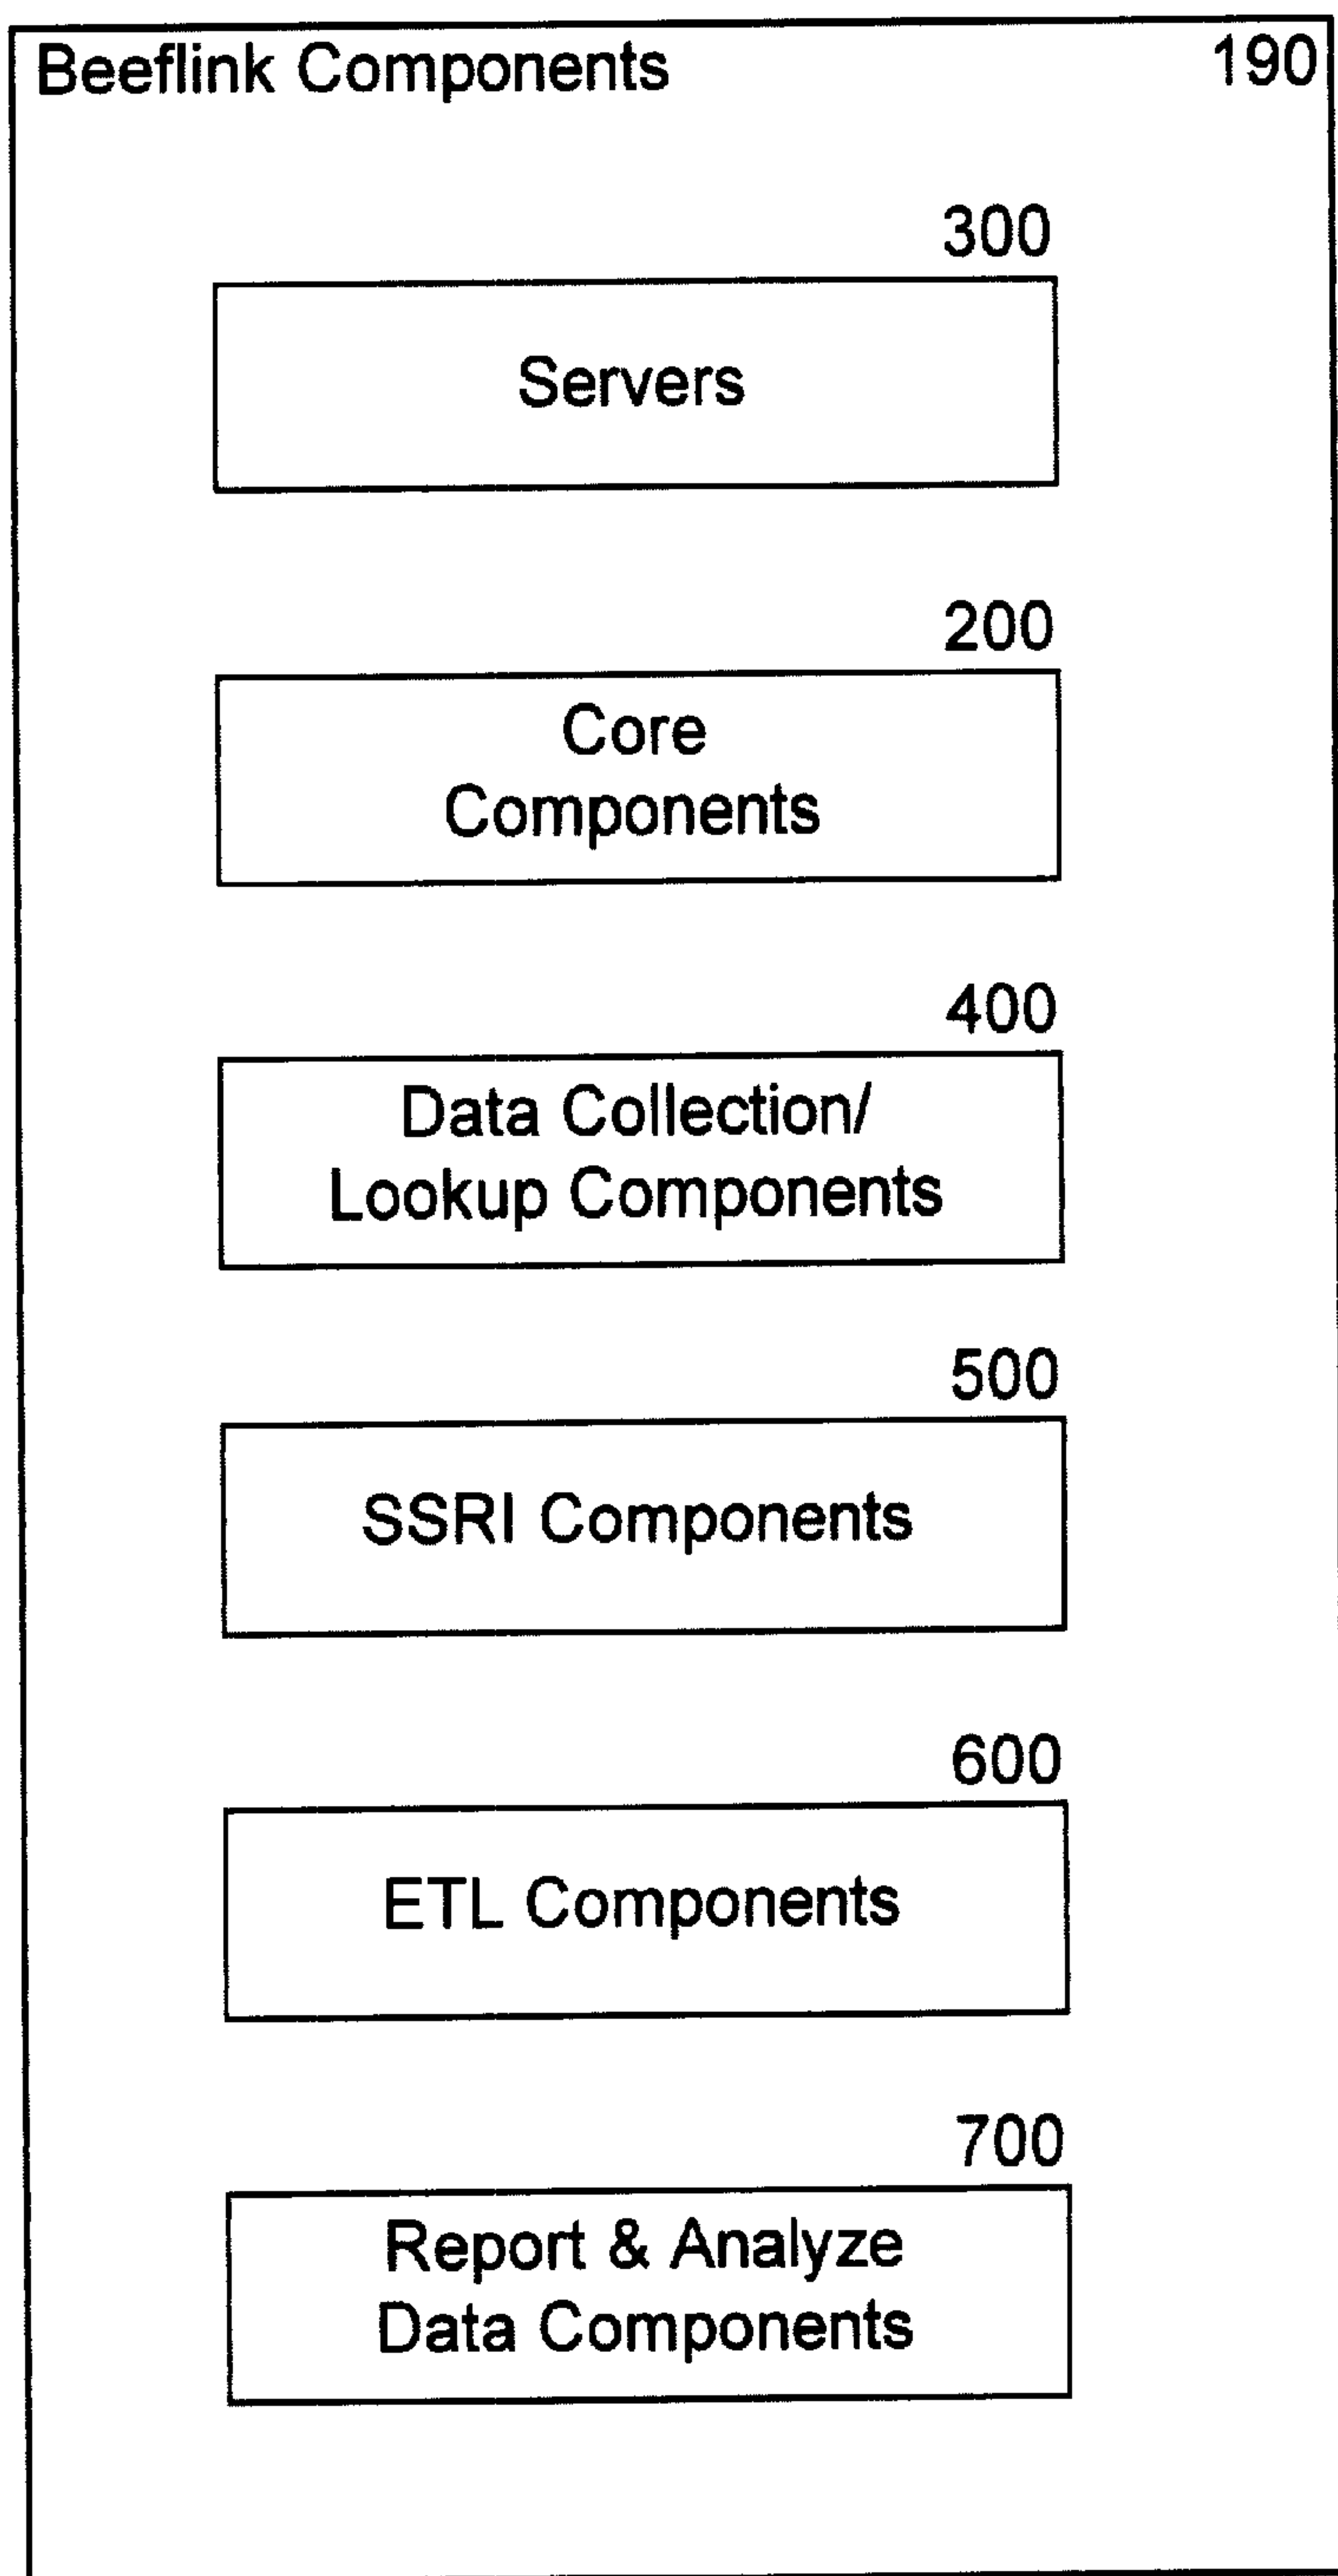 Beeflink Components 190
300
Servers
200
Core
Components
400
Data Collection/
Lookup Components
500
SSRI Components
600
ETL Components
700
Report & Analyze
Data Components